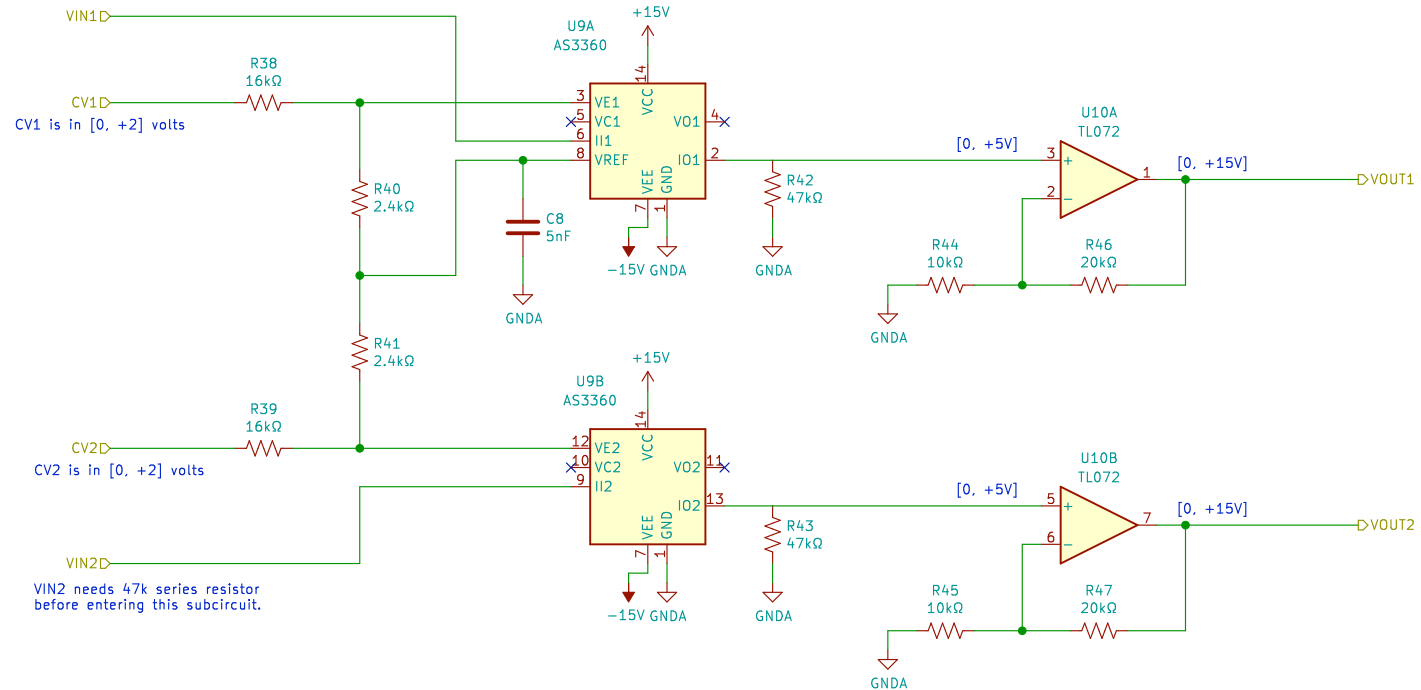 VIN1
R38
16kΩ
CV1
CV1 is in [0, +2] volts
R40
2.4kΩ
U9A
AS3360
+15V
14
VCC
3
VE1
5
VC1
6
II1
8
VREF
VO1
4
IO1
2
VEE
GND
7
1
-15V
GNDA
C8
5nF
GNDA
R42
47kΩ
GNDA
[0, +5V]
U10A
TL072
3
+
2
-
1
[0, +15V]
VOUT1
R44
10kΩ
R46
20kΩ
GNDA
R41
2.4kΩ
R39
16kΩ
CV2
CV2 is in [0, +2] volts
VIN2
VIN2 needs 47k series resistor
before entering this subcircuit.
+15V
U9B
AS3360
14
VCC
12
VE2
10
VC2
9
II2
VO2
11
IO2
13
VEE
GND
7
1
-15V
GNDA
R43
47kΩ
GNDA
[0, +5V]
U10B
TL072
5
+
6
-
7
[0, +15V]
VOUT2
R45
10kΩ
R47
20kΩ
GNDA